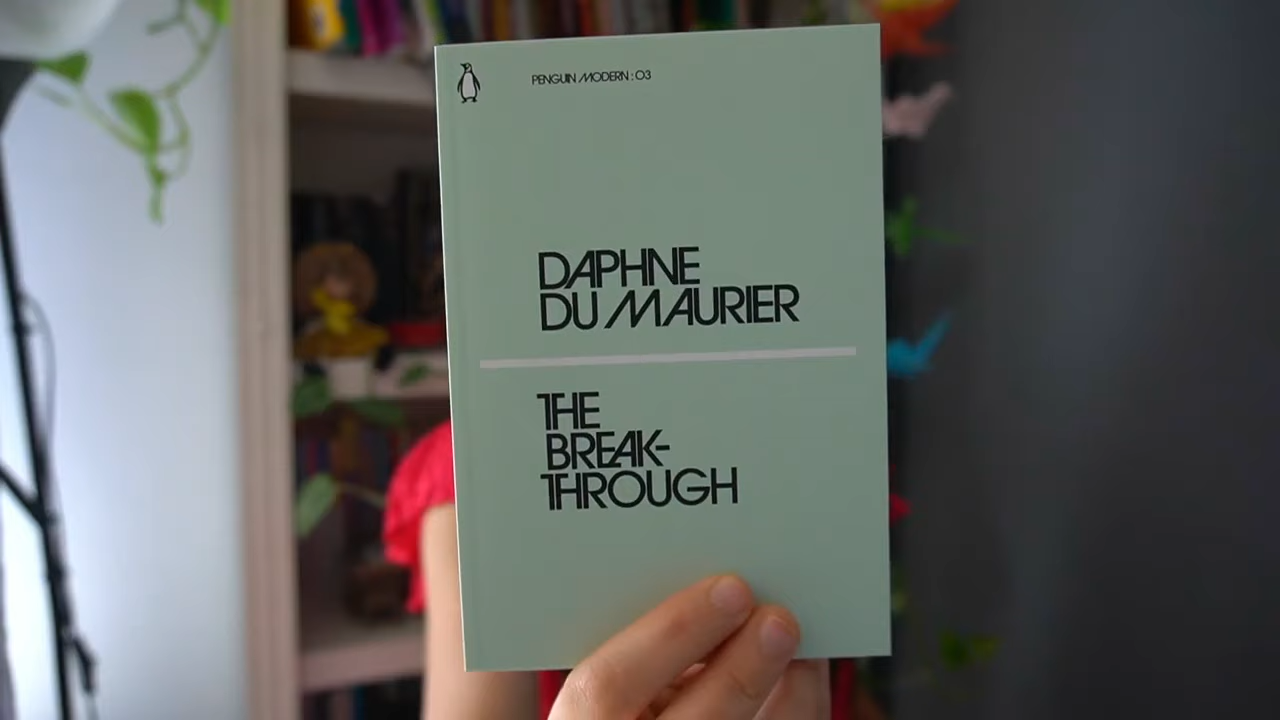 PENGUIN MODERN : 03
DAPHNE
DU MAURIER
THE
BREAK-
THROUGH